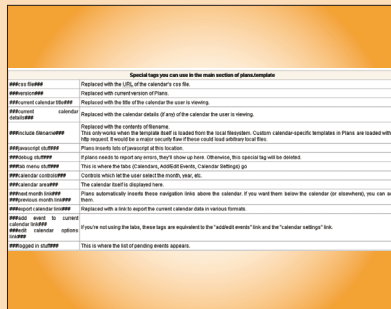 Special tags you can use in the main section of plans.template
###css file### Replaced with the URL of the calendar's css file.
###version### Replaced with current version of Plans.
###current calendar title### Replaced with the title of the calendar the user is viewing.
###current calendar details### Replaced with the calendar details (if any) of the calendar the user is viewing.
###include filename### Replaced with the contents of filename.
This only works when the template itself is loaded from the local filesystem. Custom calendar-specific templates in Plans are loaded with
http request. It would be a major security flaw if these could load arbitrary local files.
###javascript stuff### Plans inserts lots of javascript at this location.
###debug stuff### If plans needs to report any errors, they'll show up here. Otherwise, this special tag will be deleted.
###tab menu stuff### This is where the tabs (Calendars, Add/Edit Events, Calendar Settings) go
###calendar controls### Controls which let the user select the month, year, etc.
###calendar area### The calendar itself is displayed here.
###next month link### Plans automatically inserts these navigation links above the calendar. If you want them below the calendar (or elsewhere), you can
###previous month link### them.
###export calendar link### Replaced with a link to export the current calendar data in various formats.
###add event to current
calendar link###
###edit calendar options
link### If you're not using the tabs, these tags are equivalent to the "add/edit events" link and the "calendar settings" link.
###logged in stuff### This is where the list of pending events appears.